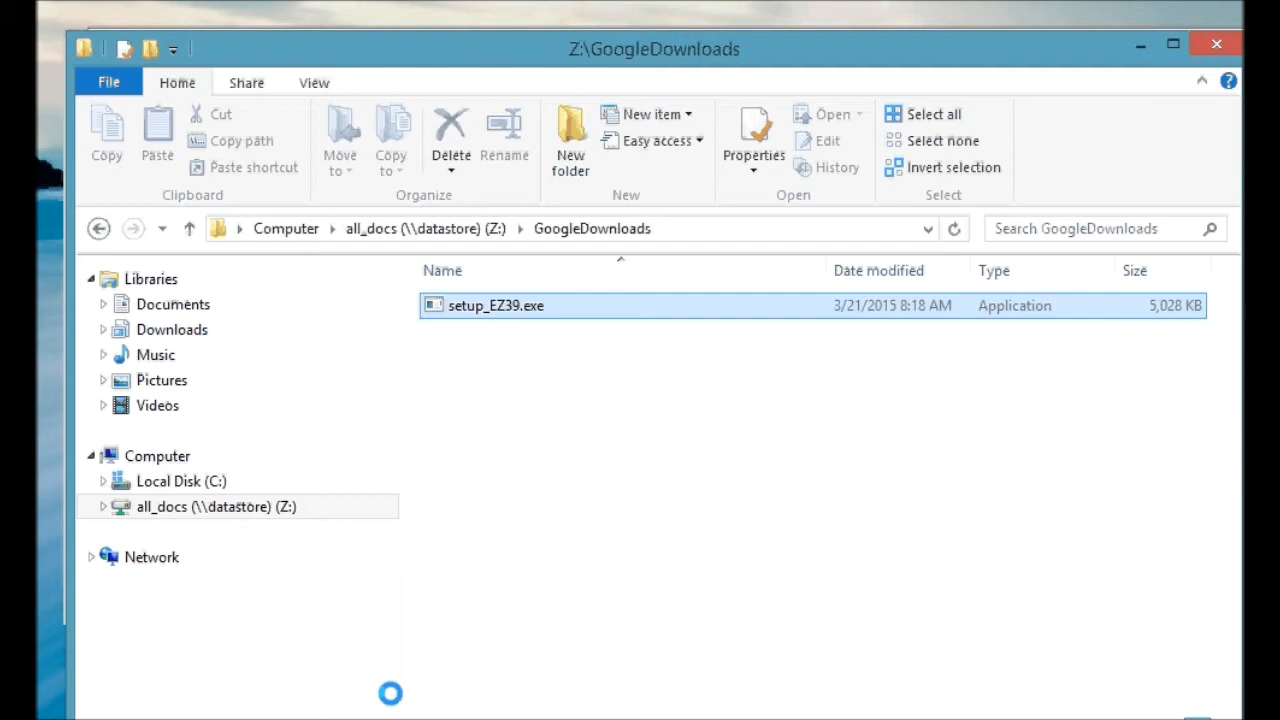 Z:\GoogleDownloads
File Home Share View
Copy
Paste
Cut
Copy path
Paste shortcut
Clipboard
Move to
Copy to
Delete
Rename
Organize
New folder
New item
Easy access
New
Properties
Open
Edit
History
Open
Select all
Select none
Invert selection
Select
Computer all_docs (\\datastore) (Z:) GoogleDownloads
Search GoogleDownloads
Name Date modified Type Size
setup_EZ39.exe 3/21/2015 8:18 AM Application 5,028 KB
Libraries
Documents
Downloads
Music
Pictures
Videos
Computer
Local Disk (C:)
all_docs (\\datastore) (Z:)
Network